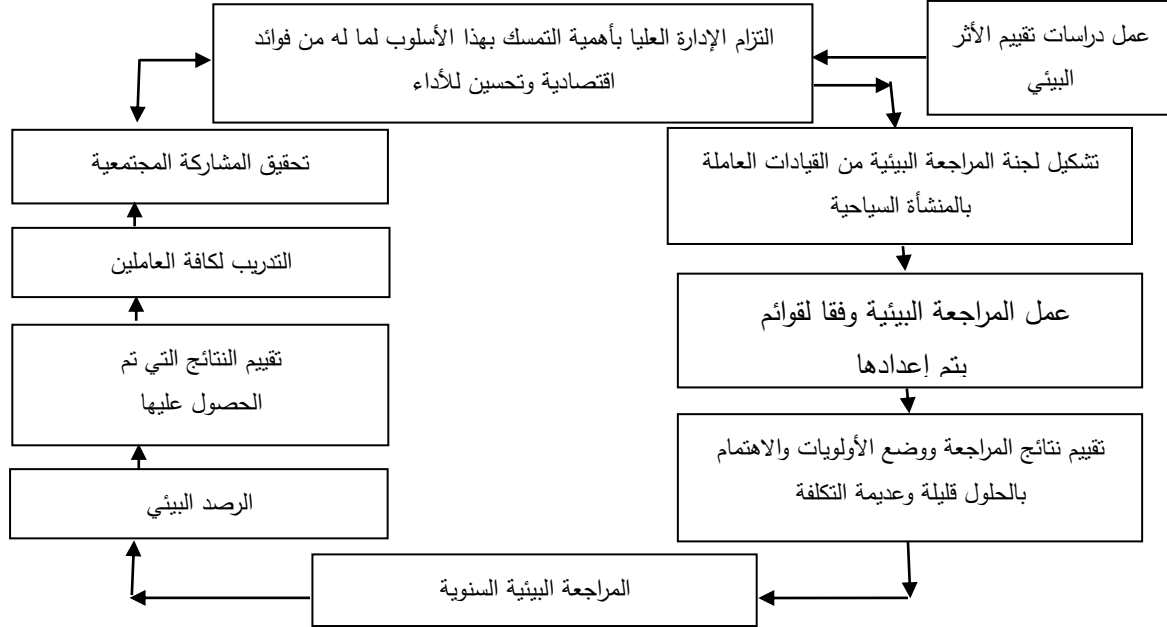 عمل دراسات تقييم الأثر
البيئي
التزام الإدارة العليا بأهمية التمسك بهذا الأسلوب لما له من فوائد
اقتصادية وتحسين للأداء
تشكيل لجنة المراجعة البيئية من القيادات العاملة
بالمنشأة السياحية
عمل المراجعة البيئية وفقا لقوائم
يتم إعدادها
تقييم نتائج المراجعة ووضع الأولويات والاهتمام
بالحلول قليلة وعديمة التكلفة
المراجعة البيئية السنوية
الرصد البيئي
تقييم النتائج التي تم
الحصول عليها
التدريب لكافة العاملين
تحقيق المشاركة المجتمعية